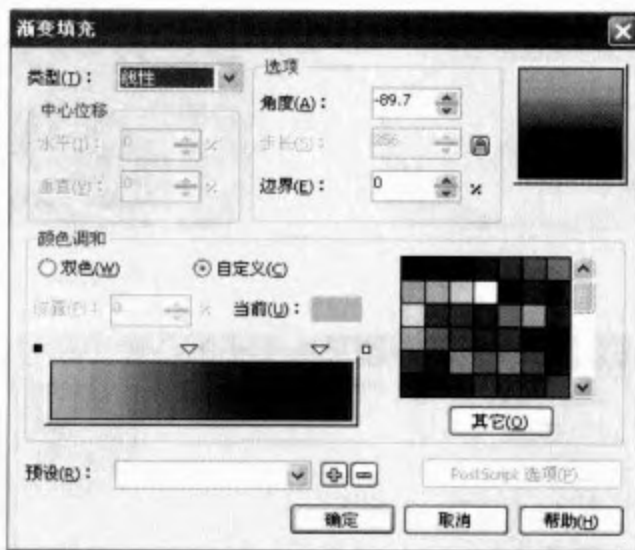 渐变填充
类型(T)： 线性
中心位移
水平(I)： 0 %
垂直(V)： 0 %
选项
角度(A)： -89.7
步长(S)： 256
边界(E)： 0 %
颜色调和
双色(W) 自定义(C)
位置(P)： 0 % 当前(U)：
其它(O)
预设(R)：
PostScript 选项(P)...
确定 取消 帮助(H)